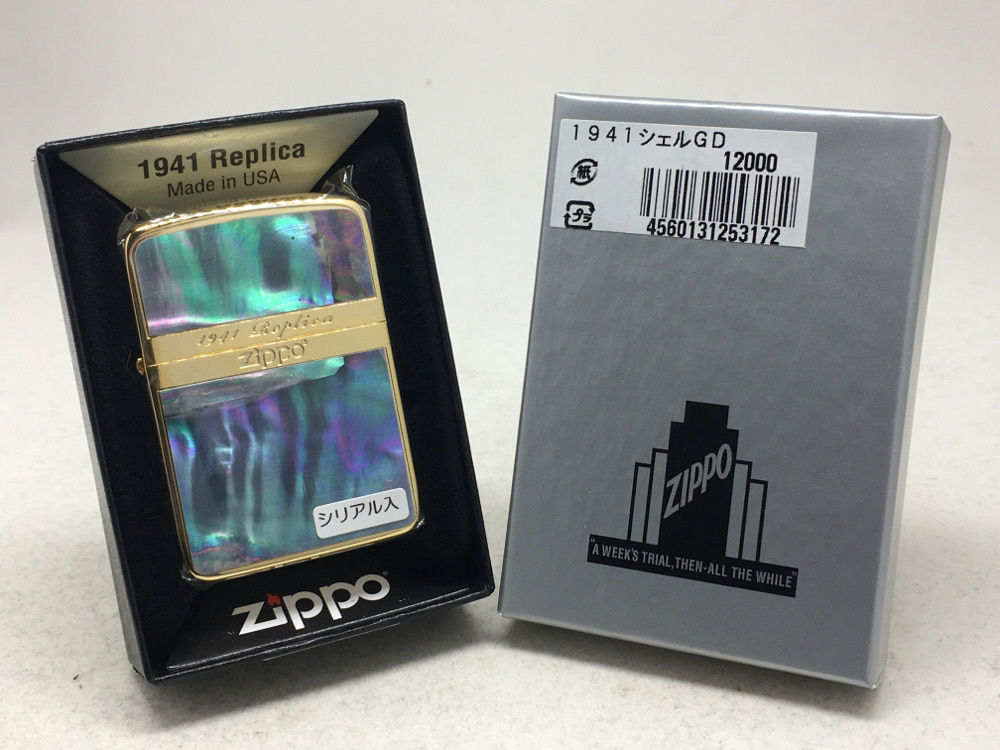 1941 Replica
Made in USA
1941 Replica
zippo
シリアル入
zippo
1941シェルGD
12000
紙
プラ
4560131253172
ZIPPO
"A WEEK'S TRIAL, THEN-ALL THE WHILE"